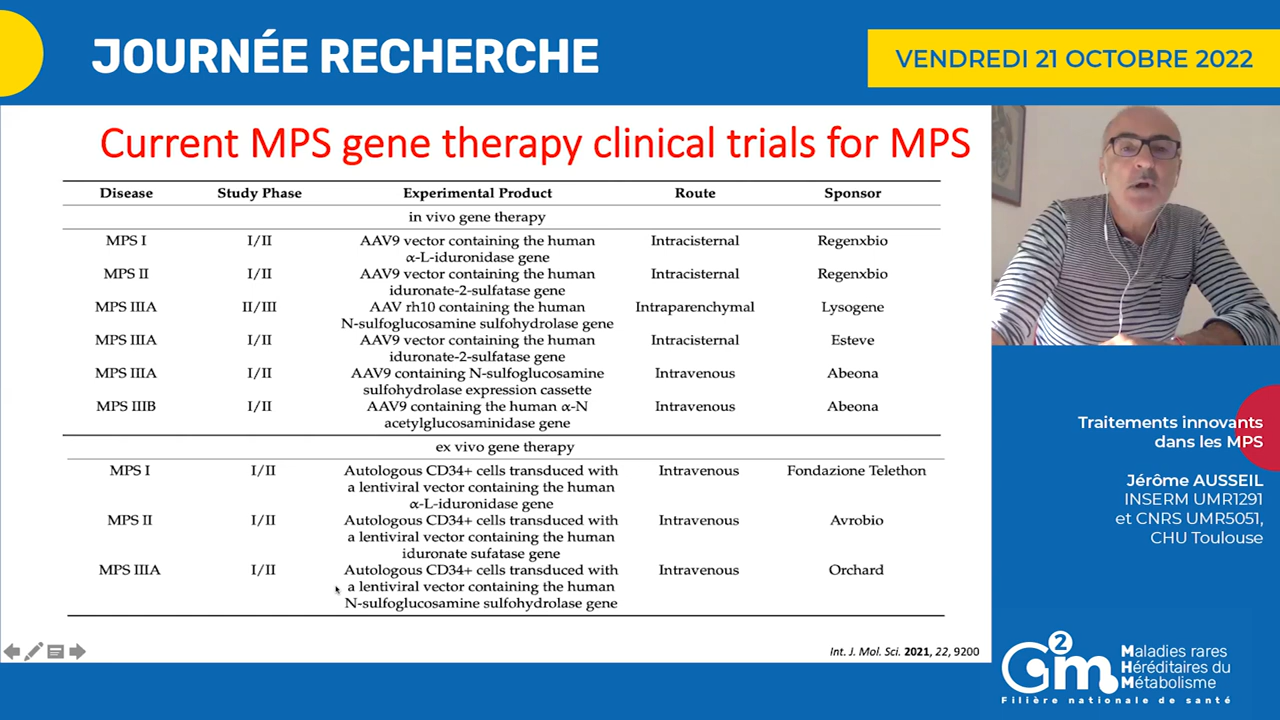 JOURNÉE RECHERCHE
VENDREDI 21 OCTOBRE 2022
Current MPS gene therapy clinical trials for MPS
Disease Study Phase Experimental Product Route Sponsor
in vivo gene therapy
MPS I I/II AAV9 vector containing the human Intracisternal Regenxbio
α-L-iduronidase gene
MPS II I/II AAV9 vector containing the human Intracisternal Regenxbio
iduronate-2-sulfatase gene
MPS IIIA II/III AAV rh10 containing the human Intraparenchymal Lysogene
N-sulfoglucosamine sulfohydrolase gene
MPS IIIA I/II AAV9 vector containing the human Intracisternal Esteve
iduronate-2-sulfatase gene
MPS IIIA I/II AAV9 containing N-sulfoglucosamine Intravenous Abeona
sulfohydrolase expression cassette
MPS IIIB I/II AAV9 containing the human α-N Intravenous Abeona
acetylglucosaminidase gene
ex vivo gene therapy
MPS I I/II Autologous CD34+ cells transduced with Intravenous Fondazione Telethon
a lentiviral vector containing the human
α-L-iduronidase gene
MPS II I/II Autologous CD34+ cells transduced with Intravenous Avrobio
a lentiviral vector containing the human
iduronate sufatase gene
MPS IIIA I/II Autologous CD34+ cells transduced with Intravenous Orchard
a lentiviral vector containing the human
N-sulfoglucosamine sulfohydrolase gene
Int. J. Mol. Sci. 2021, 22, 9200
Traitements innovants
dans les MPS
Jérôme AUSSEIL
INSERM UMR1291
et CNRS UMR5051,
CHU Toulouse
G2m
Maladies rares
Héréditaires du
Métabolisme
Filière nationale de santé